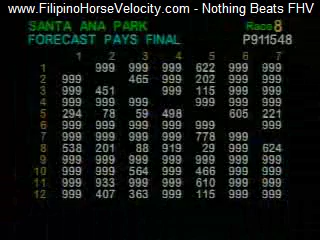 www.FilipinoHorseVelocity.com - Nothing Beats FHV
SANTA ANA PARK Race 8
FORECAST PAYS FINAL P911548
1 2 3 4 5 6 7
1 999 999 999 622 999 999
2 999 465 999 202 999 999
3 999 451 999 115 999 999
4 999 999 999 999 999 999
5 294 78 59 498 605 221
6 999 999 999 999 999 999
7 999 999 999 999 778 999
8 538 201 88 919 29 999 624
9 999 999 999 999 999 999 999
10 999 999 564 999 466 999 999
11 999 933 999 999 610 999 999
12 999 407 363 999 115 999 999